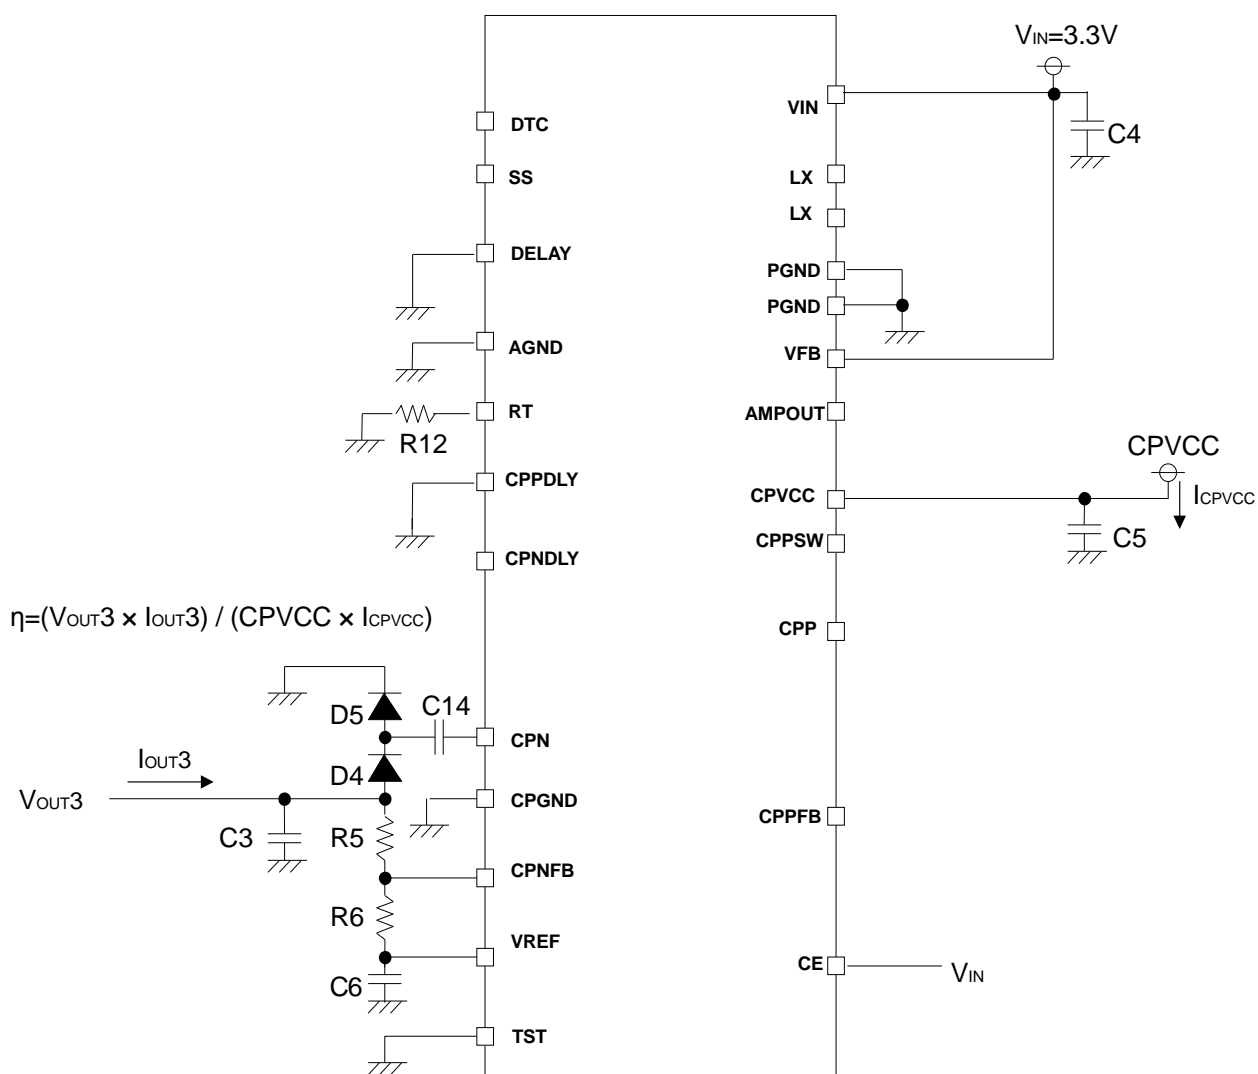 VIN=3.3V
VIN
C4
DTC
SS
LX
LX
DELAY
PGND
PGND
AGND
VFB
RT
R12
AMPOUT
CPVCC
CPPDLY
CPVCC
ICPVCC
CPPSW
C5
CPNDLY
η=(VOUT3 × IOUT3) / (CPVCC × ICPVCC)
CPP
D5
C14
CPN
IOUT3
D4
VOUT3
CPGND
CPPFB
C3
R5
CPNFB
R6
VREF
CE
VIN
C6
TST